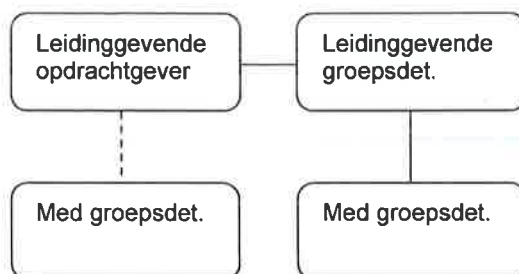 Leidinggevende
opdrachtgever
Leidinggevende
groepsdet.
Med groepsdet.
Med groepsdet.